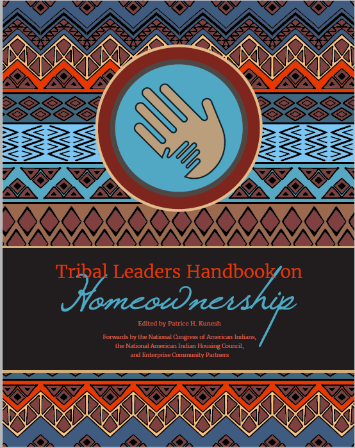 Tribal Leaders Handbook on
Homeownership
Edited by Patrice H. Kunesh
Forwards by the National Congress of American Indians,
the National American Indian Housing Council,
and Enterprise Community Partners